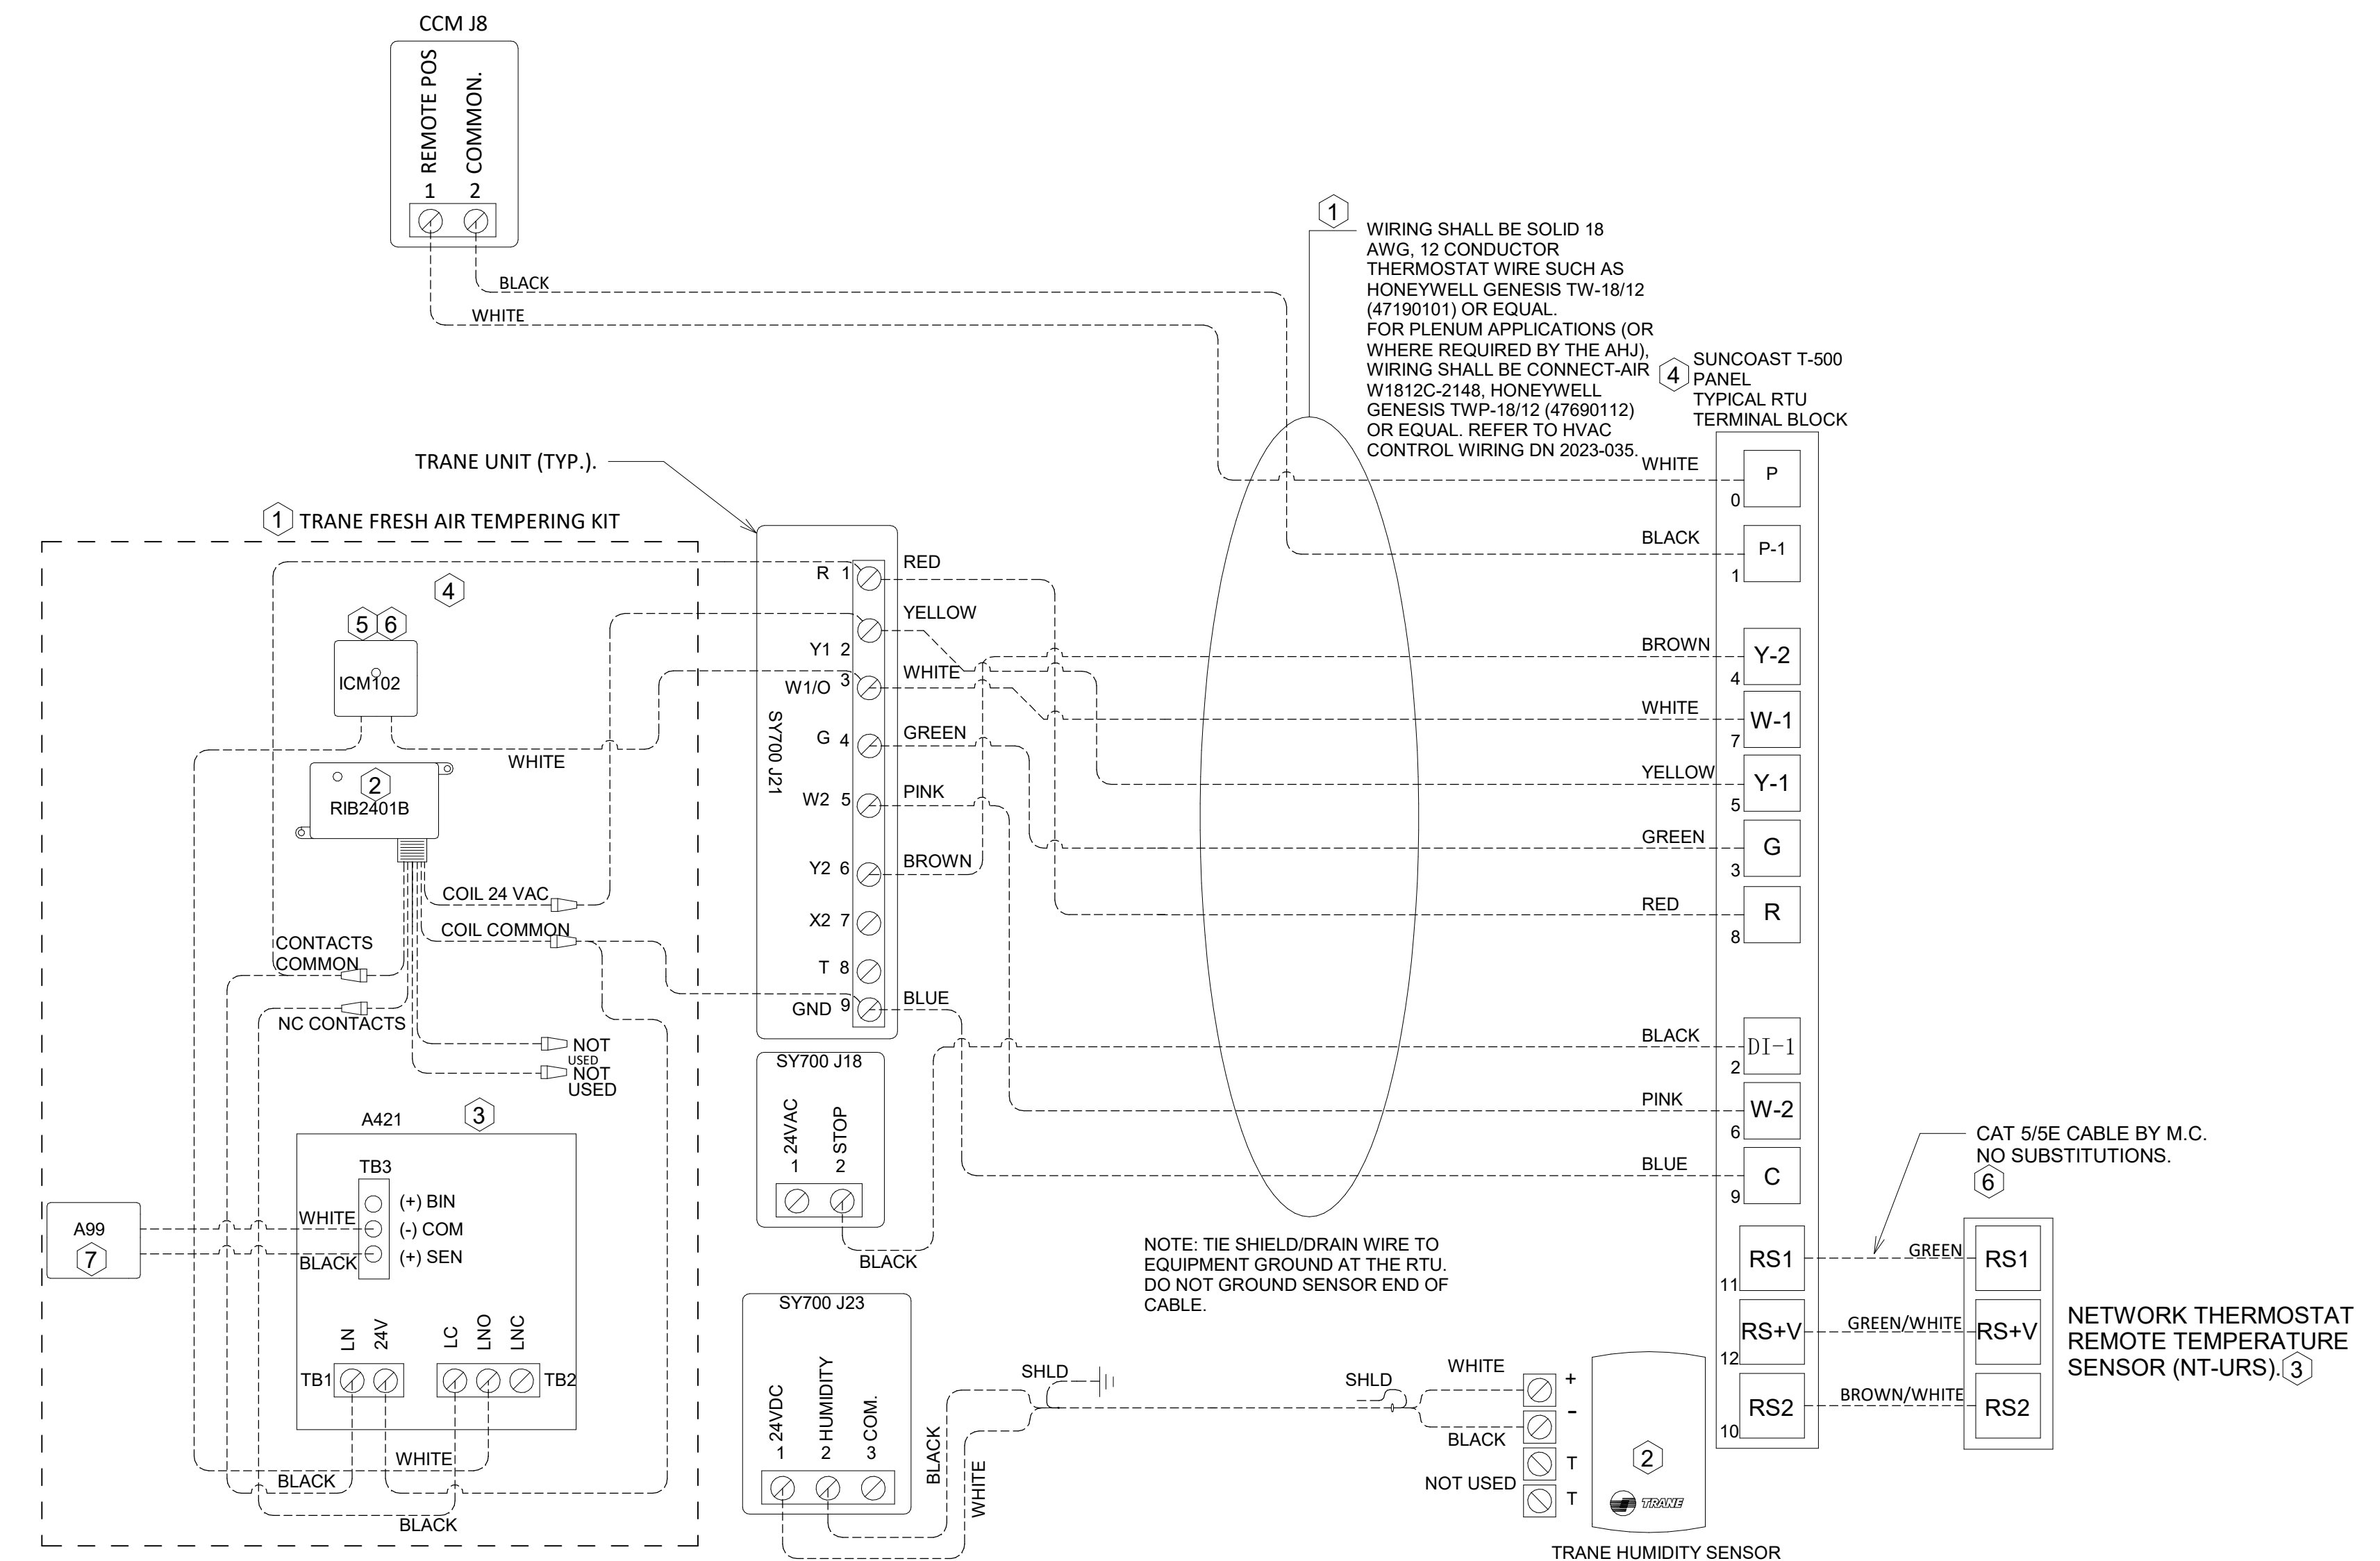 CCM J8
REMOTE POS
COMMON.
1 2
BLACK
WHITE
1
WIRING SHALL BE SOLID 18
AWG, 12 CONDUCTOR
THERMOSTAT WIRE SUCH AS
HONEYWELL GENESIS TW-18/12
(47190101) OR EQUAL.
FOR PLENUM APPLICATIONS (OR
WHERE REQUIRED BY THE AHJ),
WIRING SHALL BE CONNECT-AIR
W1812C-2148, HONEYWELL
GENESIS TWP-18/12 (47690112)
OR EQUAL. REFER TO HVAC
CONTROL WIRING DN 2023-035.
4
SUNCOAST T-500
PANEL
TYPICAL RTU
TERMINAL BLOCK
TRANE UNIT (TYP.).
1 TRANE FRESH AIR TEMPERING KIT
4
5 6
ICM102
WHITE
2
RIB2401B
COIL 24 VAC
COIL COMMON
CONTACTS
COMMON
NC CONTACTS
NOT
USED
NOT
USED
A421
3
TB3
(+) BIN
WHITE
(-) COM
BLACK
(+) SEN
A99
7
LN
24V
LC
LNO
LNC
TB1
TB2
WHITE
BLACK
BLACK
SY700 J21
R 1 RED
Y1 2 YELLOW
W1/O 3 WHITE
G 4 GREEN
W2 5 PINK
Y2 6 BROWN
X2 7
T 8
GND 9 BLUE
SY700 J18
24VAC
STOP
1 2
BLACK
SY700 J23
24VDC
HUMIDITY
COM.
1 2 3
BLACK
WHITE
WHITE P 0
BLACK P-1 1
BROWN Y-2 4
WHITE W-1 7
YELLOW Y-1 5
GREEN G 3
RED R 8
BLACK DI-1 2
PINK W-2 6
BLUE C 9
RS1 11
RS+V 12
RS2 10
CAT 5/5E CABLE BY M.C.
NO SUBSTITUTIONS.
6
GREEN RS1
GREEN/WHITE RS+V
BROWN/WHITE RS2
NETWORK THERMOSTAT
REMOTE TEMPERATURE
SENSOR (NT-URS). 3
NOTE: TIE SHIELD/DRAIN WIRE TO
EQUIPMENT GROUND AT THE RTU.
DO NOT GROUND SENSOR END OF
CABLE.
SHLD
SHLD
WHITE +
BLACK -
NOT USED
T
T
2
TRANE
TRANE HUMIDITY SENSOR